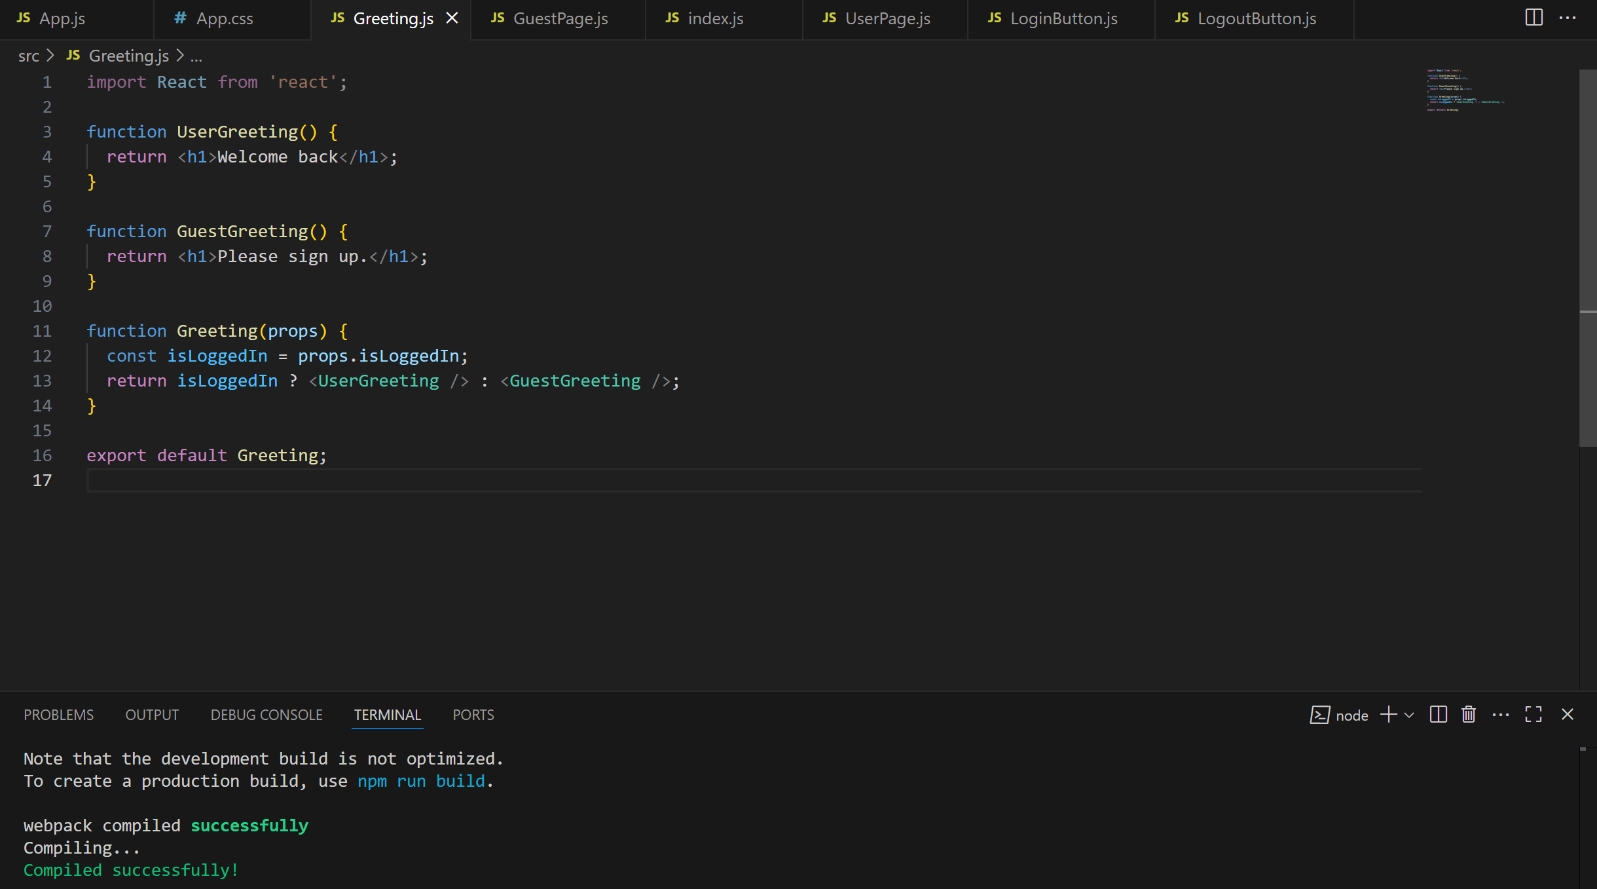 JS App.js # App.css JS Greeting.js JS GuestPage.js JS index.js JS UserPage.js JS LoginButton.js JS LogoutButton.js ...
src > JS Greeting.js > ...
1 import React from 'react';
2
3 function UserGreeting() {
4 return <h1>Welcome back</h1>;
5 }
6
7 function GuestGreeting() {
8 return <h1>Please sign up.</h1>;
9 }
10
11 function Greeting(props) {
12 const isLoggedIn = props.isLoggedIn;
13 return isLoggedIn ? <UserGreeting /> : <GuestGreeting />;
14 }
15
16 export default Greeting;
17
PROBLEMS OUTPUT DEBUG CONSOLE TERMINAL PORTS node ...
Note that the development build is not optimized.
To create a production build, use npm run build.
webpack compiled successfully
Compiling...
Compiled successfully!